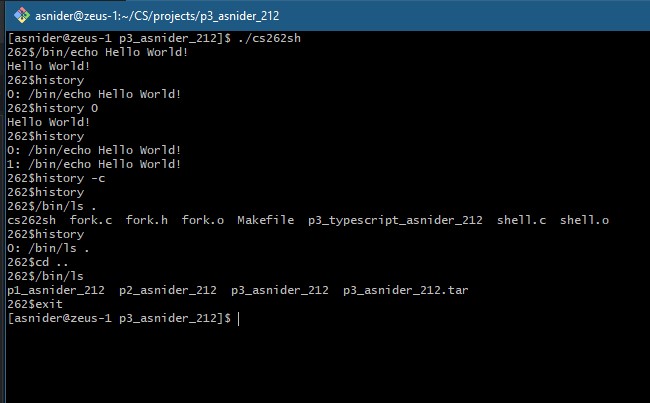 asnider@zeus-1:~/CS/projects/p3_asnider_212
[asnider@zeus-1 p3_asnider_212]$ ./cs262sh
262$/bin/echo Hello World!
Hello World!
262$history
0: /bin/echo Hello World!
262$history 0
Hello World!
262$history
0: /bin/echo Hello World!
1: /bin/echo Hello World!
262$history -c
262$history
262$/bin/ls .
cs262sh  fork.c  fork.h  fork.o  Makefile  p3_typescript_asnider_212  shell.c  shell.o
262$history
0: /bin/ls .
262$cd ..
262$/bin/ls
p1_asnider_212  p2_asnider_212  p3_asnider_212  p3_asnider_212.tar
262$exit
[asnider@zeus-1 p3_asnider_212]$